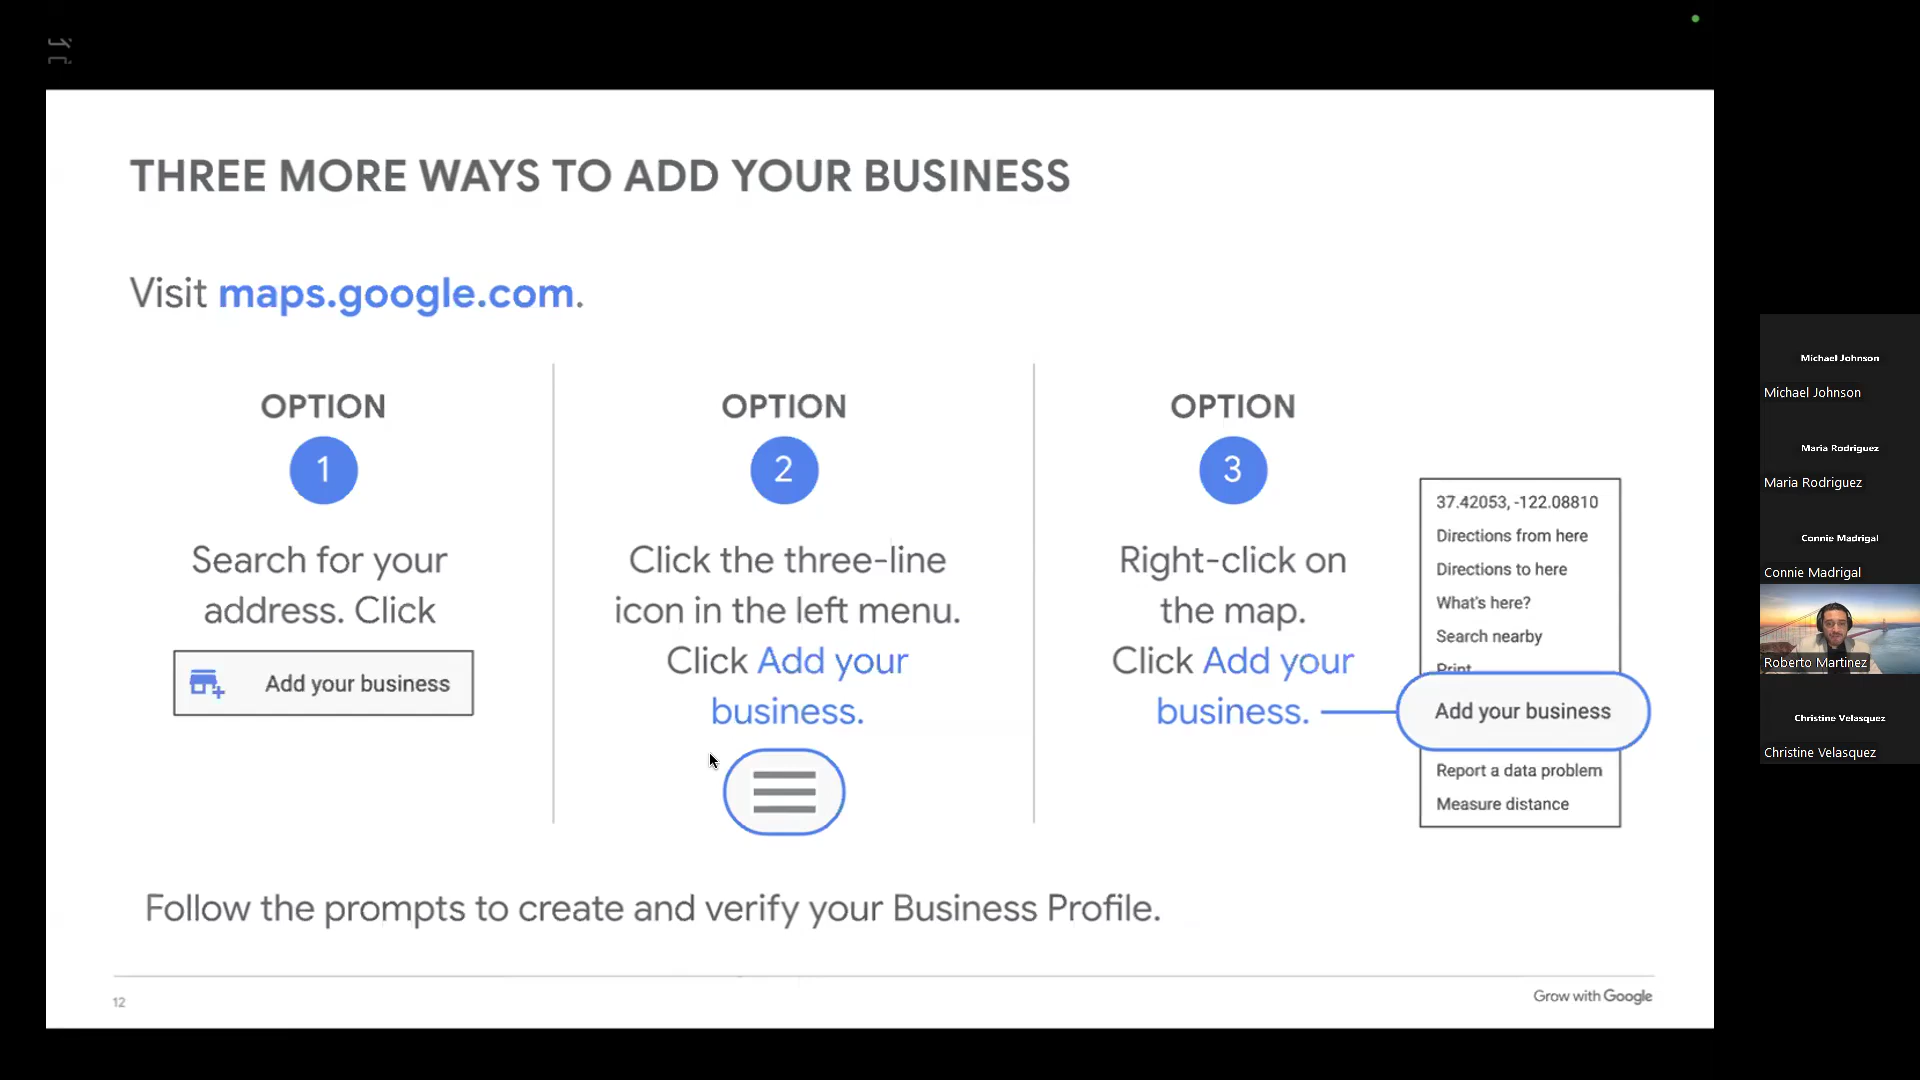 THREE MORE WAYS TO ADD YOUR BUSINESS
Visit maps.google.com.
OPTION
1
Search for your
address. Click
Add your business
OPTION
2
Click the three-line
icon in the left menu.
Click Add your
business.
OPTION
3
Right-click on
the map.
Click Add your
business.
37.42053, -122.08810
Directions from here
Directions to here
What's here?
Search nearby
Print
Add your business
Report a data problem
Measure distance
Follow the prompts to create and verify your Business Profile.
12
Grow with Google
Michael Johnson
Michael Johnson
Maria Rodriguez
Maria Rodriguez
Connie Madrigal
Connie Madrigal
Roberto Martinez
Christine Velasquez
Christine Velasquez